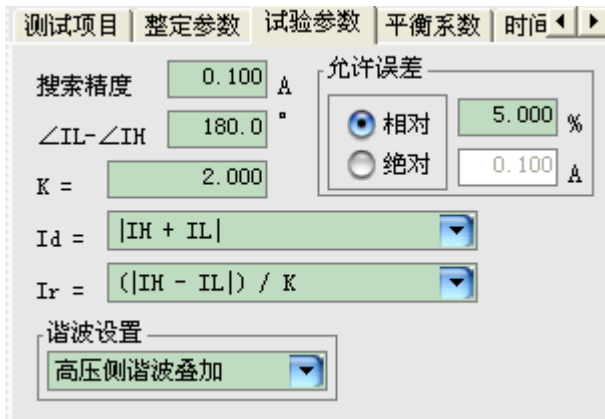 测试项目 整定参数 试验参数 平衡系数 时间
搜索精度 0.100 A
∠IL-∠IH 180.0 °
K = 2.000
允许误差
相对 5.000 %
绝对 0.100 A
Id = |IH + IL|
Ir = (|IH - IL|) / K
谐波设置
高压侧谐波叠加